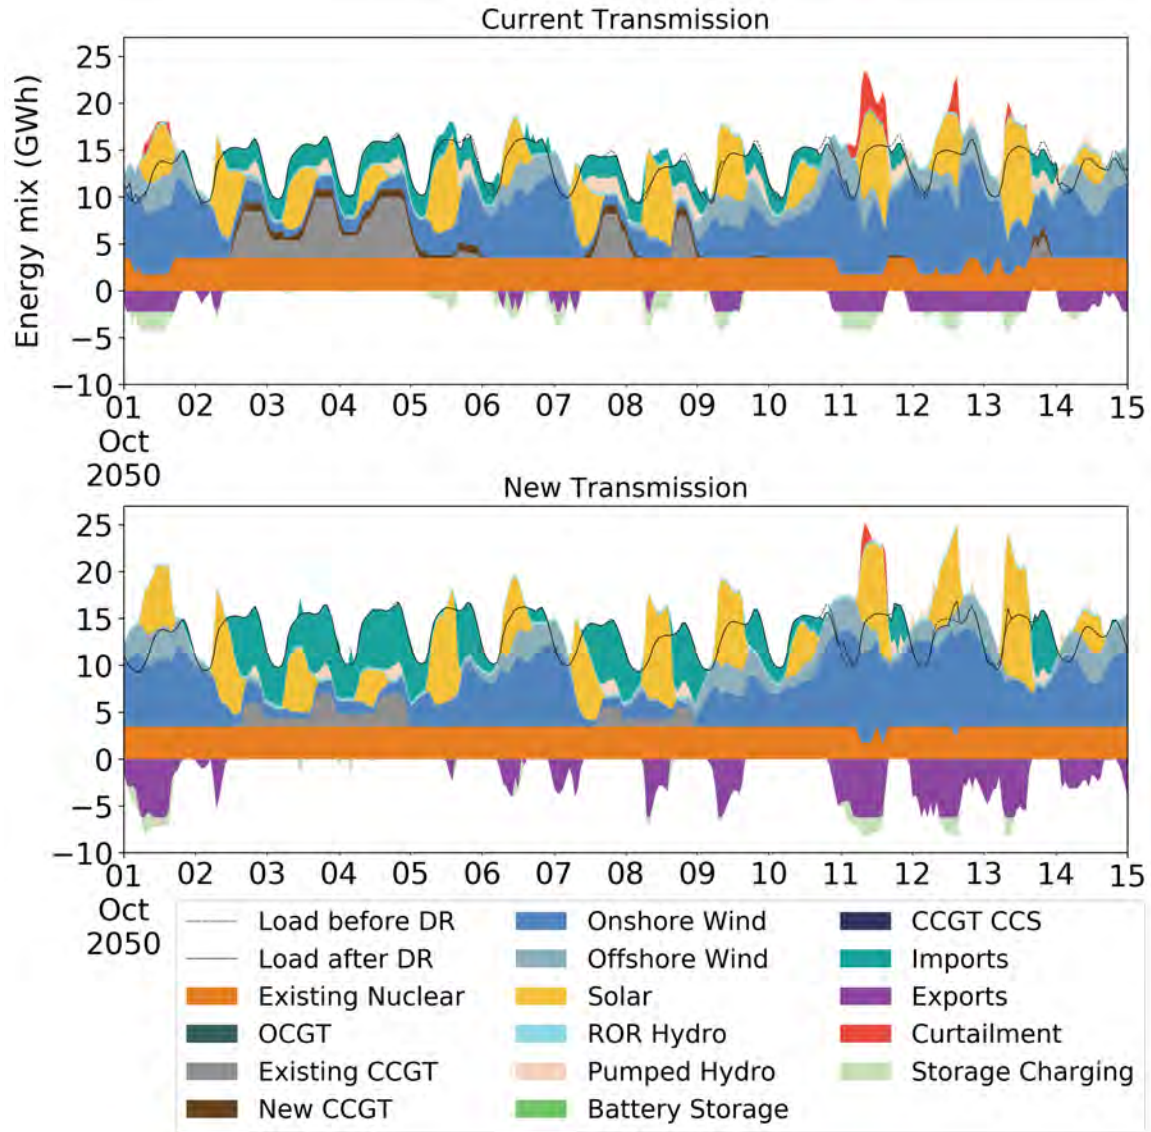 Current Transmission
Energy mix (GWh)
25
20
15
10
5
0
−5
−10
01 02 03 04 05 06 07 08 09 10 11 12 13 14 15
Oct
2050
New Transmission
25
20
15
10
5
0
−5
−10
01 02 03 04 05 06 07 08 09 10 11 12 13 14 15
Oct
2050
Load before DR
Load after DR
Existing Nuclear
OCGT
Existing CCGT
New CCGT
Onshore Wind
Offshore Wind
Solar
ROR Hydro
Pumped Hydro
Battery Storage
CCGT CCS
Imports
Exports
Curtailment
Storage Charging